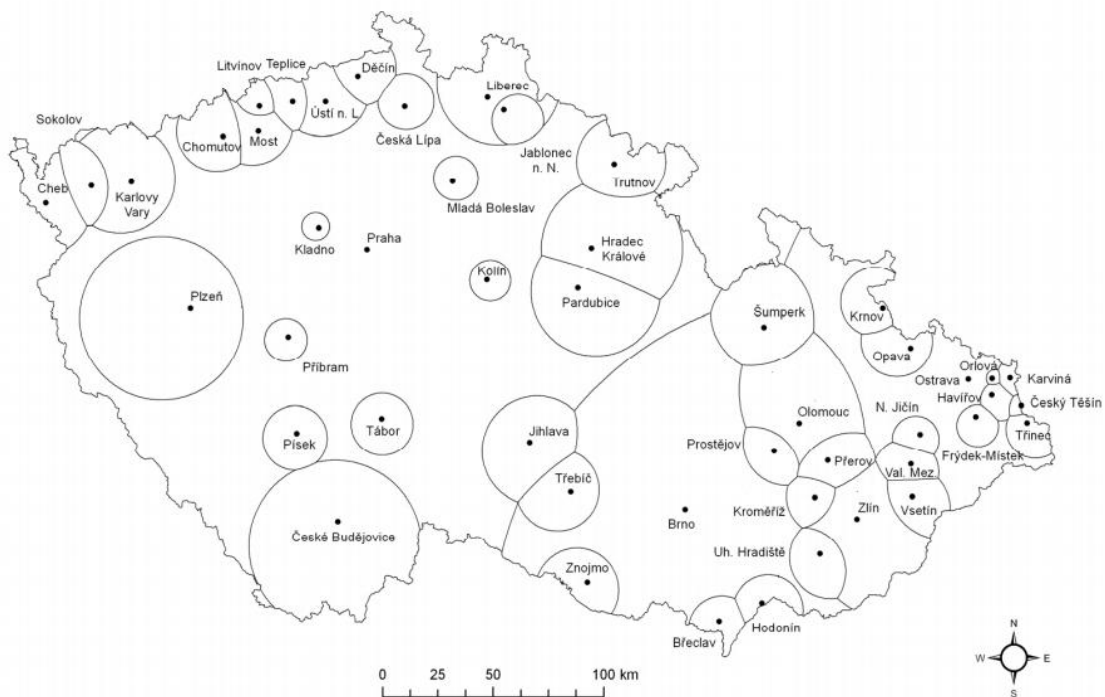 Litvínov
Teplice
Děčín
Sokolov
Ústí n. L.
Liberec
Chomutov
Most
Česká Lípa
Jablonec
n. N.
Trutnov
Cheb
Karlovy
Vary
Mladá Boleslav
Kladno
Praha
Hradec
Králové
Kolín
Pardubice
Plzeň
Příbram
Šumperk
Krnov
Opava
Orlová
Ostrava
Karviná
Havířov
Český Těšín
N. Jičín
Třinec
Frýdek-Místek
Písek
Tábor
Jihlava
Olomouc
Prostějov
Přerov
Val. Mez.
Třebíč
Kroměříž
Zlín
Vsetín
Brno
České Budějovice
Uh. Hradiště
Znojmo
Břeclav
Hodonín
N
W
E
S
0 25 50 100 km